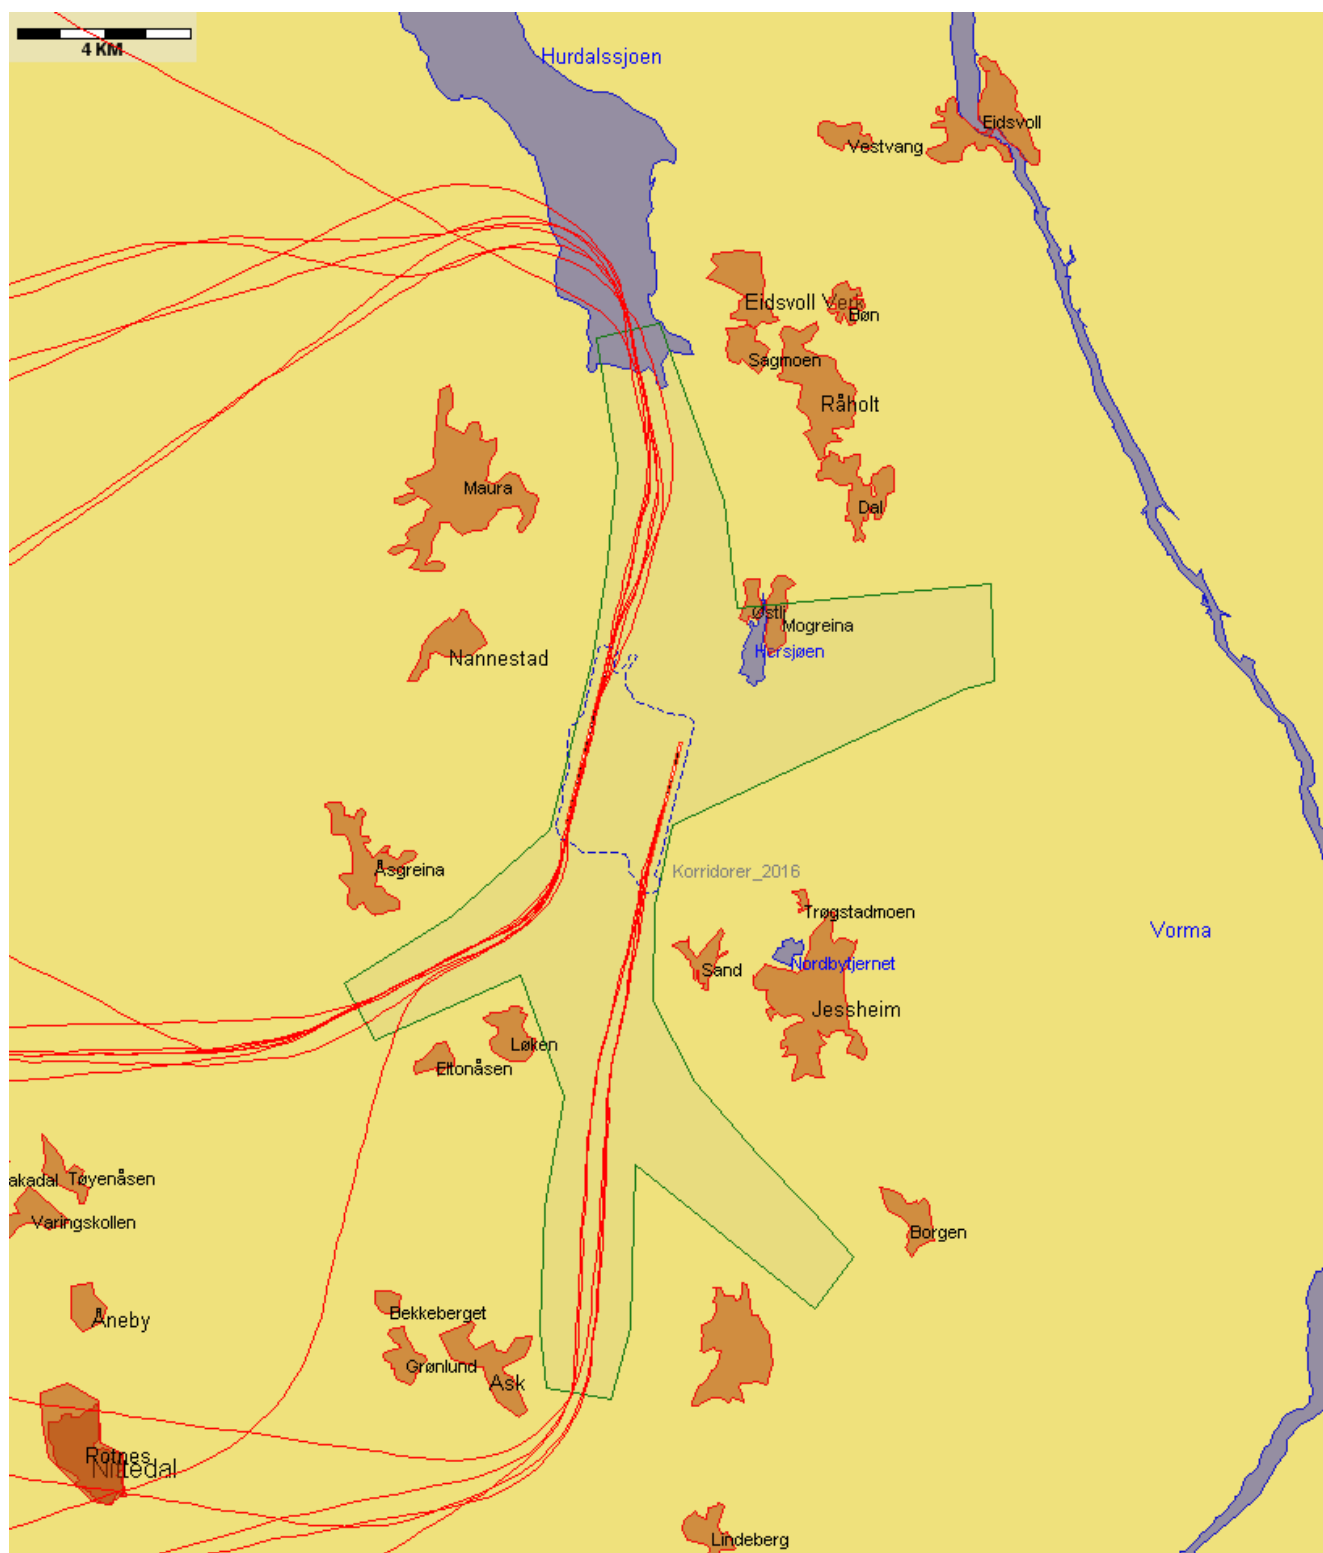 4 KM
Hurdalssjoen
Eidsvoll
Vestvang
Eidsvoll Verk
Bøn
Sagmoen
Råholt
Maura
Dal
Mogreina
Hersjøen
Nannestad
Åsgreina
Korridorer_2016
Trøgstadmoen
Vorma
Nordbytjernet
Sand
Jessheim
Løken
Eltonåsen
akadal
Tøyenåsen
Varingskollen
Borgen
Åneby
Bekkeberget
Grønlund
Ask
Rotnes
Nittedal
Lindeberg